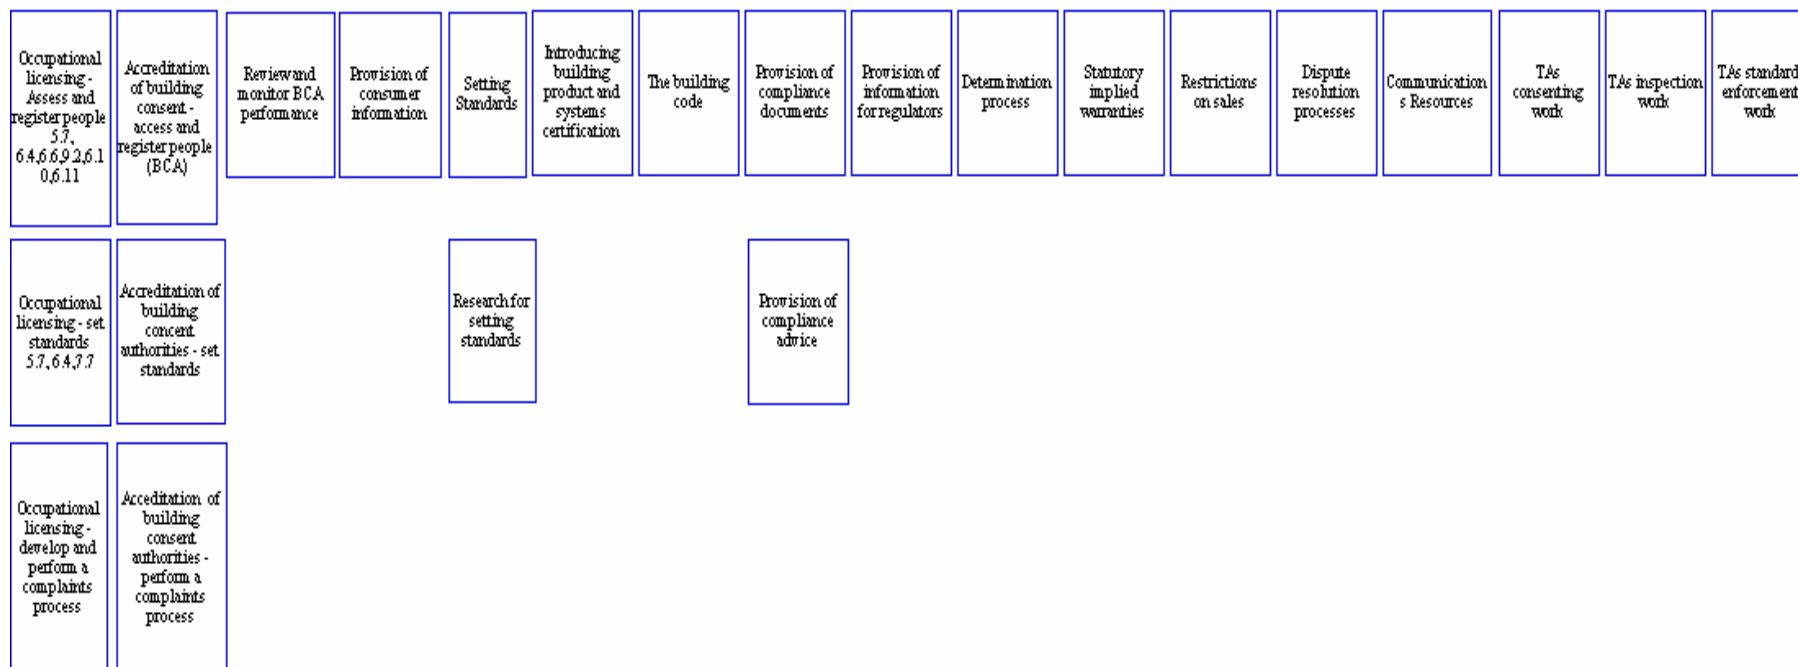 Occupational
licensing -
Assess and
register people
5.7,
6.4,6.6,9.2,6.1
0,6.11
Accreditation
of building
consent -
access and
register people
(BCA)
Review and
monitor BCA
performance
Provision of
consumer
information
Setting
Standards
Introducing
building
product and
systems
certification
The building
code
Provision of
compliance
documents
Provision of
information
for regulators
Determination
process
Statutory
implied
warranties
Restrictions
on sales
Dispute
resolution
processes
Communication
s Resources
TAs
consenting
work
TAs inspection
work
TAs standard
enforcement
work
Occupational
licensing - set
standards
5.7, 6.4,7.7
Accreditation of
building
concent
authorities - set
standards
Research for
setting
standards
Provision of
compliance
advice
Occupational
licensing -
develop and
perform a
complaints
process
Acceditation of
building
consent
authorities -
perform a
complaints
process